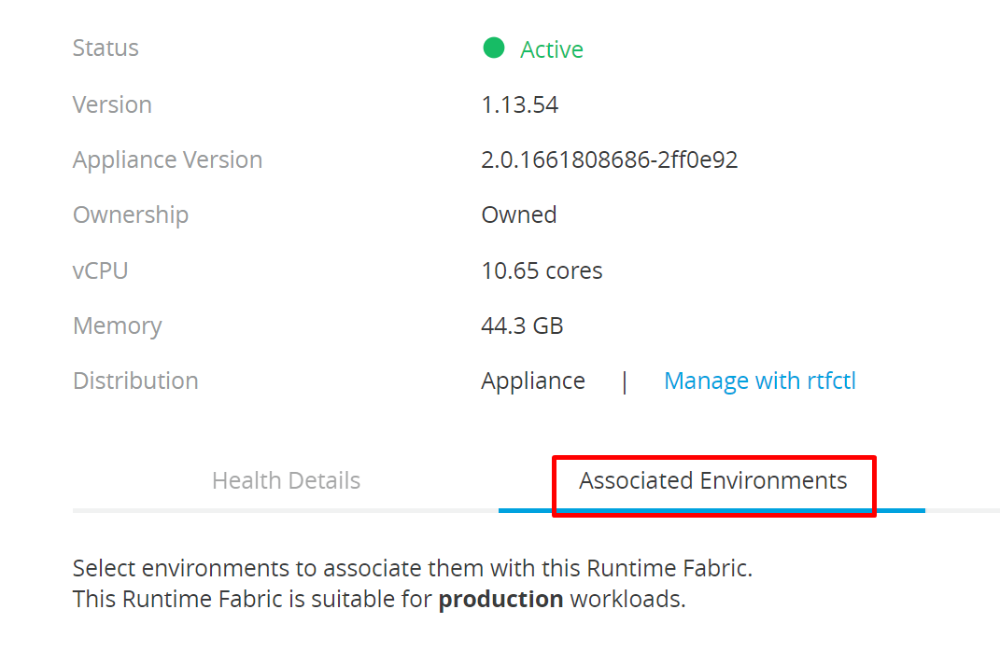 Status Active
Version 1.13.54
Appliance Version 2.0.1661808686-2ff0e92
Ownership Owned
vCPU 10.65 cores
Memory 44.3 GB
Distribution Appliance | Manage with rtfctl
Health Details Associated Environments
Select environments to associate them with this Runtime Fabric.
This Runtime Fabric is suitable for production workloads.